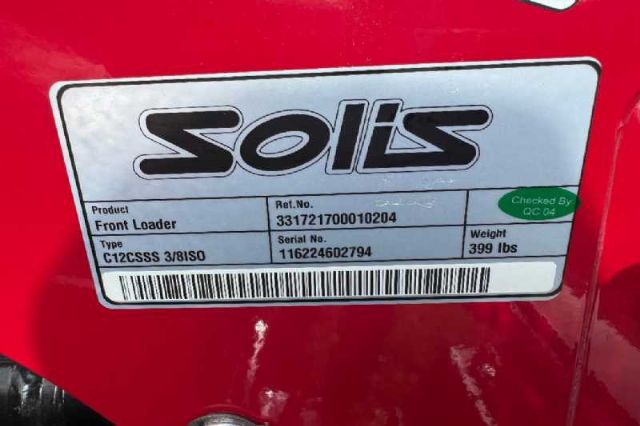 Solis
Product
Front Loader
Ref.No.
331721700010204
Checked By
QC 04
Type
C12CSSS 3/8ISO
Serial No.
116224602794
Weight
399 lbs